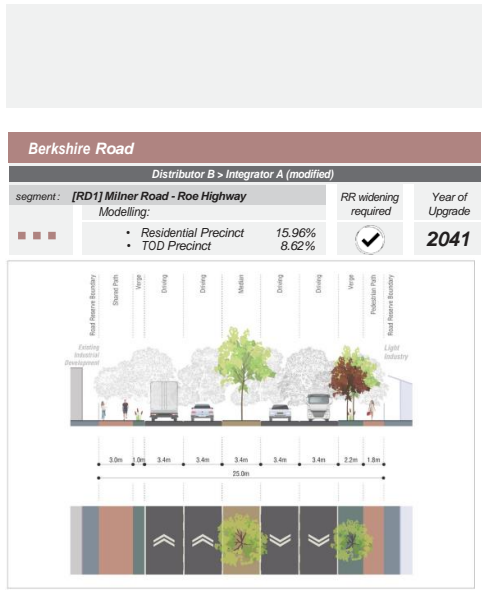 Berkshire Road
Distributor B > Integrator A (modified)
segment: [RD1] Milner Road - Roe Highway
RR widening required
Year of Upgrade
Modelling:
• Residential Precinct 15.96%
• TOD Precinct 8.62%
2041
Road Reserve Boundary
Shared Path
Verge
Driving
Driving
Median
Driving
Driving
Verge
Pedestrian Path
Road Reserve Boundary
Existing
Industrial
Development
Light
Industry
3.0m 1.0m 3.4m 3.4m 3.4m 3.4m 3.4m 2.2m 1.8m
25.0m